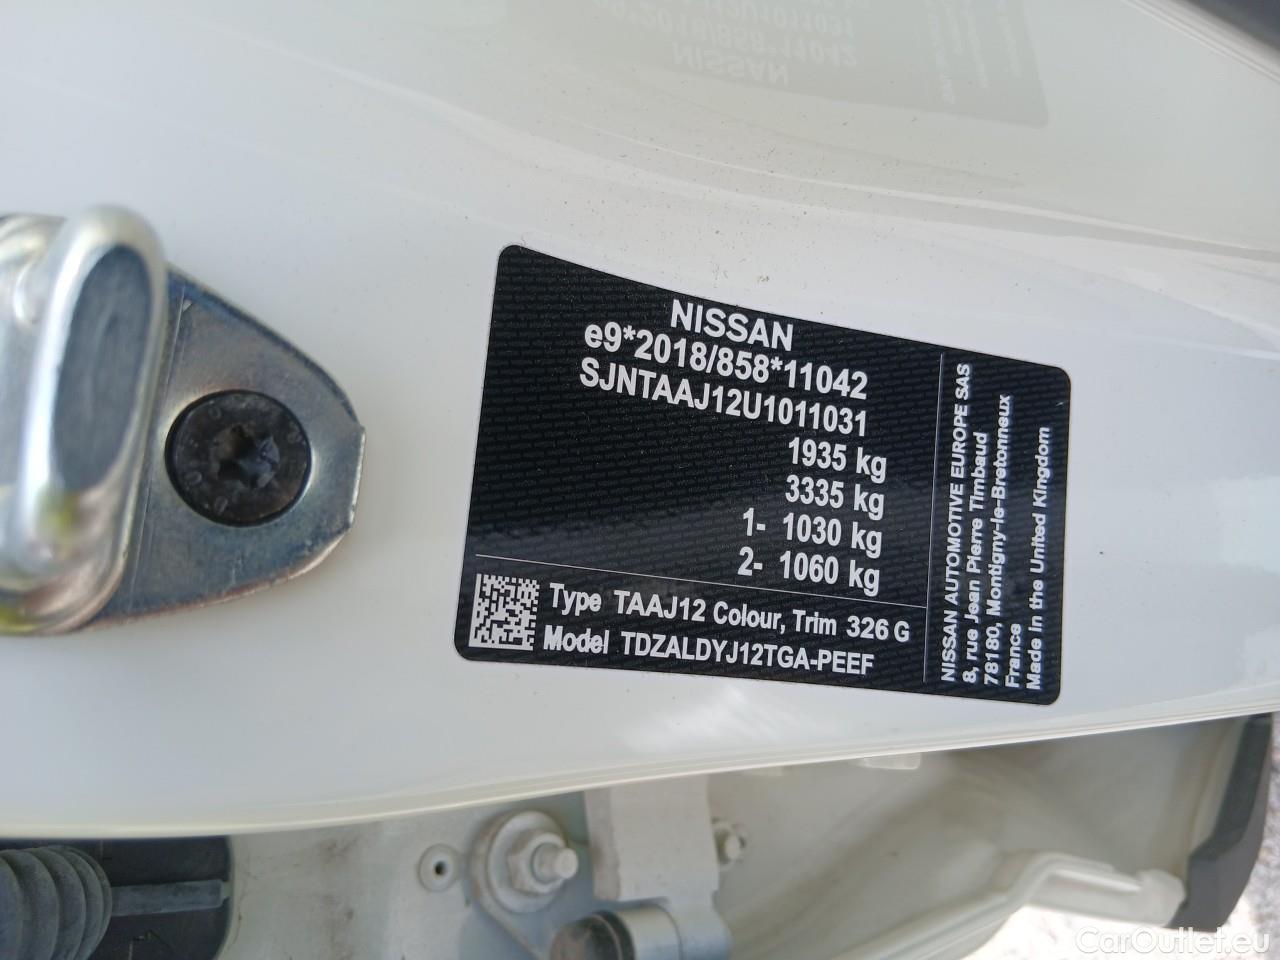 NISSAN
e9*2018/858*11042
SJNTAAJ12U1011031
1935 kg
3335 kg
1- 1030 kg
2- 1060 kg
Type TAAJ12 Colour, Trim 326 G
Model TDZALDYJ12TGA-PEEF
NISSAN AUTOMOTIVE EUROPE SAS
8, rue Jean Pierre Timbaud
78180, Montigny-le-Bretonneux
France
Made in the United Kingdom
CarOutlet.eu